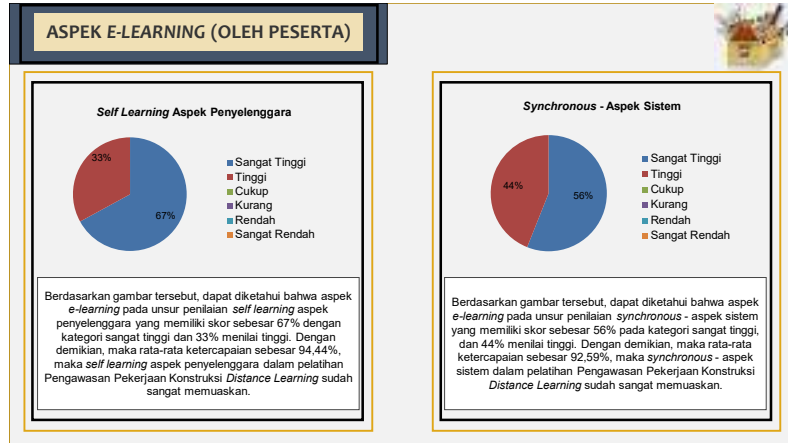 ASPEK E-LEARNING (OLEH PESERTA)
Self Learning Aspek Penyelenggara
33%
67%
Sangat Tinggi
Tinggi
Cukup
Kurang
Rendah
Sangat Rendah
Berdasarkan gambar tersebut, dapat diketahui bahwa aspek
e-learning pada unsur penilaian self learning aspek
penyelenggara yang memiliki skor sebesar 67% dengan
kategori sangat tinggi dan 33% menilai tinggi. Dengan
demikian, maka rata-rata ketercapaian sebesar 94,44%,
maka self learning aspek penyelenggara dalam pelatihan
Pengawasan Pekerjaan Konstruksi Distance Learning sudah
sangat memuaskan.
Synchronous - Aspek Sistem
44%
56%
Sangat Tinggi
Tinggi
Cukup
Kurang
Rendah
Sangat Rendah
Berdasarkan gambar tersebut, dapat diketahui bahwa aspek
e-learning pada unsur penilaian synchronous - aspek sistem
yang memiliki skor sebesar 56% pada kategori sangat tinggi,
dan 44% menilai tinggi. Dengan demikian, maka rata-rata
ketercapaian sebesar 92,59%, maka synchronous - aspek
sistem dalam pelatihan Pengawasan Pekerjaan Konstruksi
Distance Learning sudah sangat memuaskan.